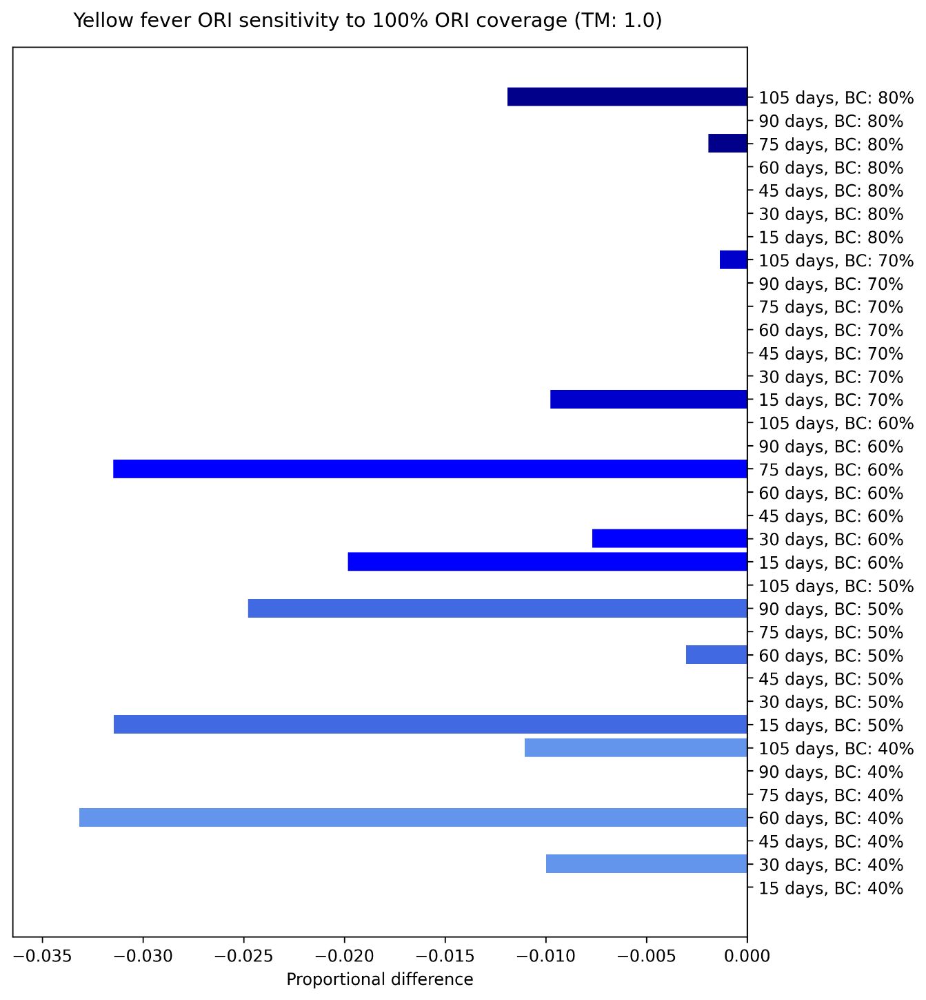 Yellow fever ORI sensitivity to 100% ORI coverage (TM: 1.0)
105 days, BC: 80%
90 days, BC: 80%
75 days, BC: 80%
60 days, BC: 80%
45 days, BC: 80%
30 days, BC: 80%
15 days, BC: 80%
105 days, BC: 70%
90 days, BC: 70%
75 days, BC: 70%
60 days, BC: 70%
45 days, BC: 70%
30 days, BC: 70%
15 days, BC: 70%
105 days, BC: 60%
90 days, BC: 60%
75 days, BC: 60%
60 days, BC: 60%
45 days, BC: 60%
30 days, BC: 60%
15 days, BC: 60%
105 days, BC: 50%
90 days, BC: 50%
75 days, BC: 50%
60 days, BC: 50%
45 days, BC: 50%
30 days, BC: 50%
15 days, BC: 50%
105 days, BC: 40%
90 days, BC: 40%
75 days, BC: 40%
60 days, BC: 40%
45 days, BC: 40%
30 days, BC: 40%
15 days, BC: 40%
−0.035 −0.030 −0.025 −0.020 −0.015 −0.010 −0.005 0.000
Proportional difference